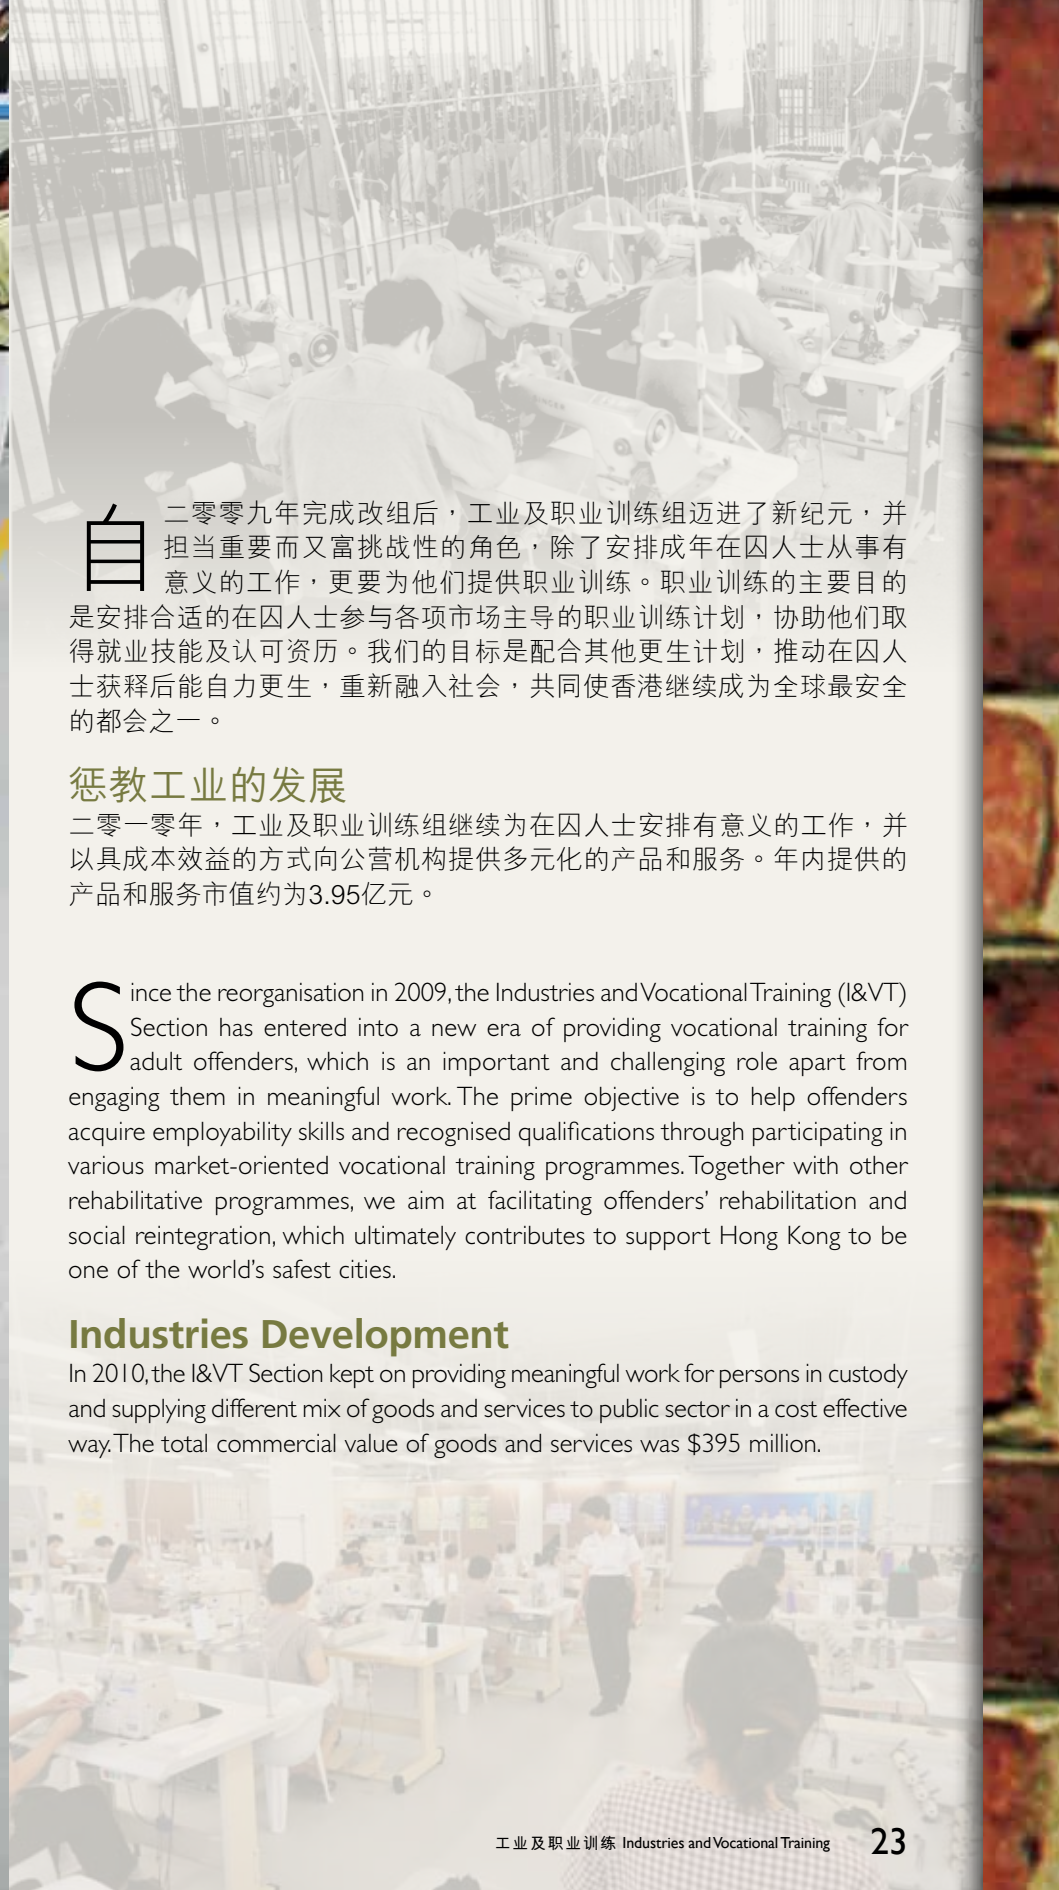 自二零零九年完成改组后，工业及职业训练组迈进了新纪元，并
担当重要而又富挑战性的角色，除了安排成年在囚人士从事有
意义的工作，更要为他们提供职业训练。职业训练的主要目的
是安排合适的在囚人士参与各项市场主导的职业训练计划，协助他们取
得就业技能及认可资历。我们的目标是配合其他更生计划，推动在囚人
士获释后能自力更生，重新融入社会，共同使香港继续成为全球最安全
的都会之一。
惩教工业的发展
二零一零年，工业及职业训练组继续为在囚人士安排有意义的工作，并
以具成本效益的方式向公营机构提供多元化的产品和服务。年内提供的
产品和服务市值约为3.95亿元。
Since the reorganisation in 2009, the Industries and Vocational Training (I&VT)
Section has entered into a new era of providing vocational training for
adult offenders, which is an important and challenging role apart from
engaging them in meaningful work. The prime objective is to help offenders
acquire employability skills and recognised qualifications through participating in
various market-oriented vocational training programmes. Together with other
rehabilitative programmes, we aim at facilitating offenders’ rehabilitation and
social reintegration, which ultimately contributes to support Hong Kong to be
one of the world’s safest cities.
Industries Development
In 2010, the I&VT Section kept on providing meaningful work for persons in custody
and supplying different mix of goods and services to public sector in a cost effective
way. The total commercial value of goods and services was $395 million.
工业及职业训练 Industries and Vocational Training 23